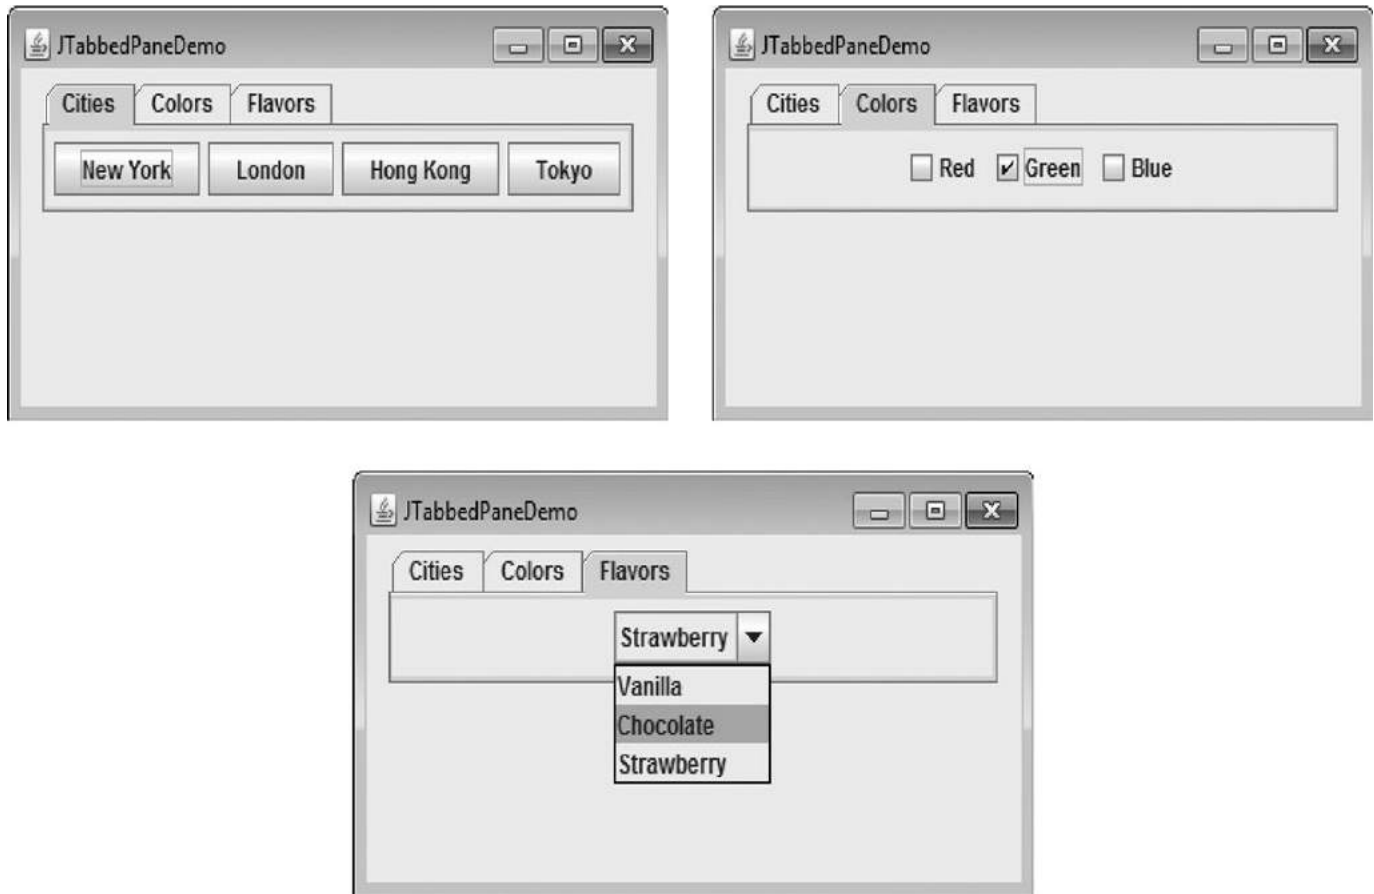 JTabbedPaneDemo
Cities Colors Flavors
New York London Hong Kong Tokyo
JTabbedPaneDemo
Cities Colors Flavors
Red Green Blue
JTabbedPaneDemo
Cities Colors Flavors
Strawberry
Vanilla
Chocolate
Strawberry